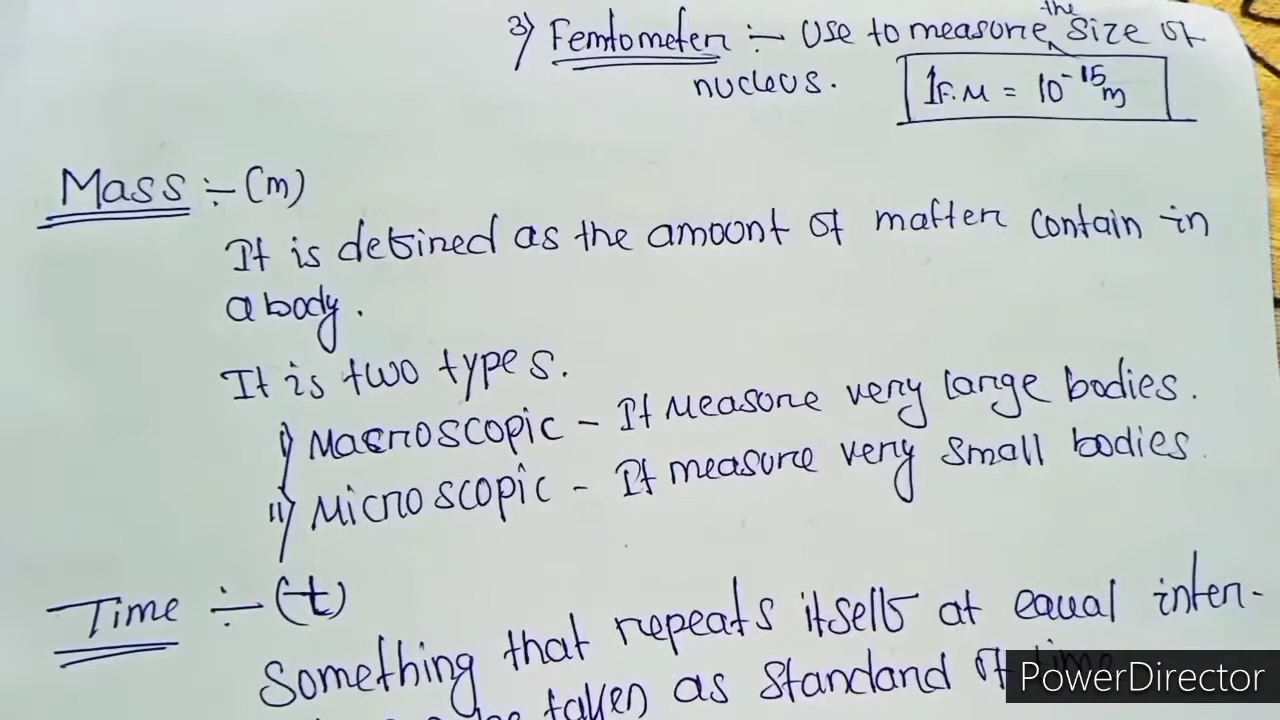 3) Femtometer :- Use to measure the size of
nucleus. 1F.M = 10⁻¹⁵m
Mass :- (m)
It is defined as the amount of matter contain in
a body.
It is two types.
i) Macroscopic - It measure very large bodies.
ii) Microscopic - It measure very small bodies.
Time :- (t)
Something that repeats itself at equal inter-
taken as standard of time
PowerDirector